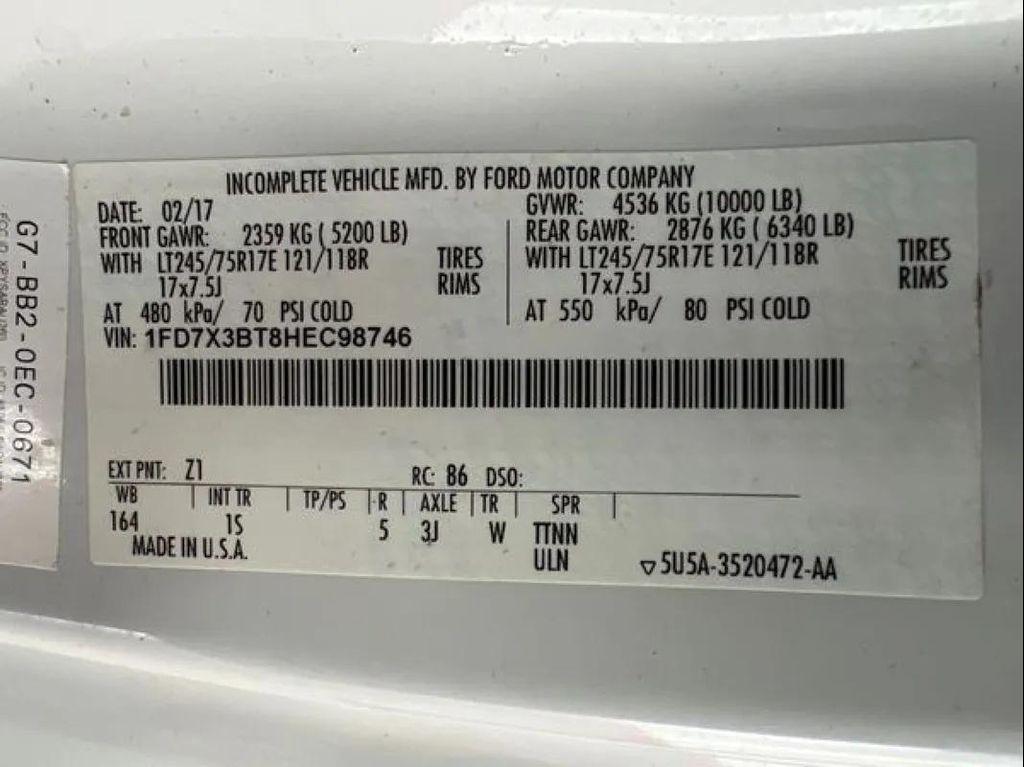 INCOMPLETE VEHICLE MFD. BY FORD MOTOR COMPANY
DATE: 02/17
FRONT GAWR: 2359 KG ( 5200 LB)
WITH LT245/75R17E 121/118R TIRES
17x7.5J RIMS
AT 480 kPa/ 70 PSI COLD
GVWR: 4536 KG (10000 LB)
REAR GAWR: 2876 KG ( 6340 LB)
WITH LT245/75R17E 121/118R TIRES
17x7.5J RIMS
AT 550 kPa/ 80 PSI COLD
VIN: 1FD7X3BT8HEC98746
EXT PNT: Z1 RC: 86 DSO:
WB | INT TR | TP/PS | R | AXLE | TR | SPR |
164 1S 5 3J W TTNN
MADE IN U.S.A. ULN ▽5U5A-3520472-AA
G7-BB2-0EC-0671